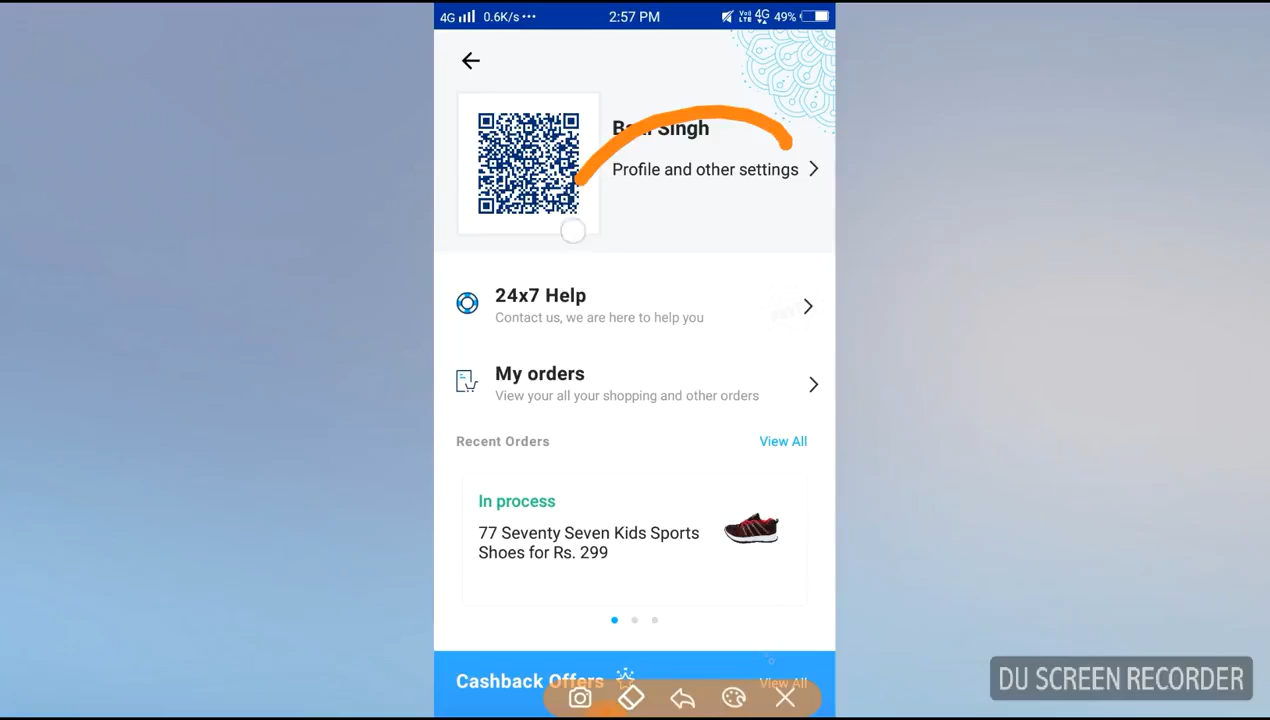 4G 0.6K/s ... 2:57 PM VoLTE 4G 49%
Singh
Profile and other settings
24x7 Help
Contact us, we are here to help you
My orders
View your all your shopping and other orders
Recent Orders View All
In process
77 Seventy Seven Kids Sports
Shoes for Rs. 299
Cashback Offers View All
DU SCREEN RECORDER